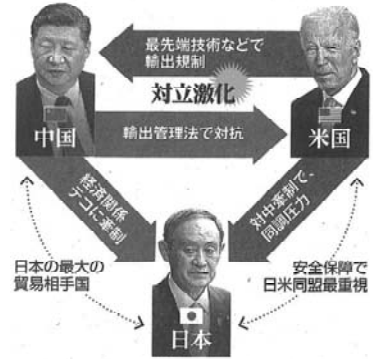 最先端技術などで
輸出規制
対立激化
中国
米国
輸出管理法で対抗
経済関係
テコに牽制
対中牽制で、
同調圧力
日本の最大の
貿易相手国
安全保障で
日米同盟最重視
日本